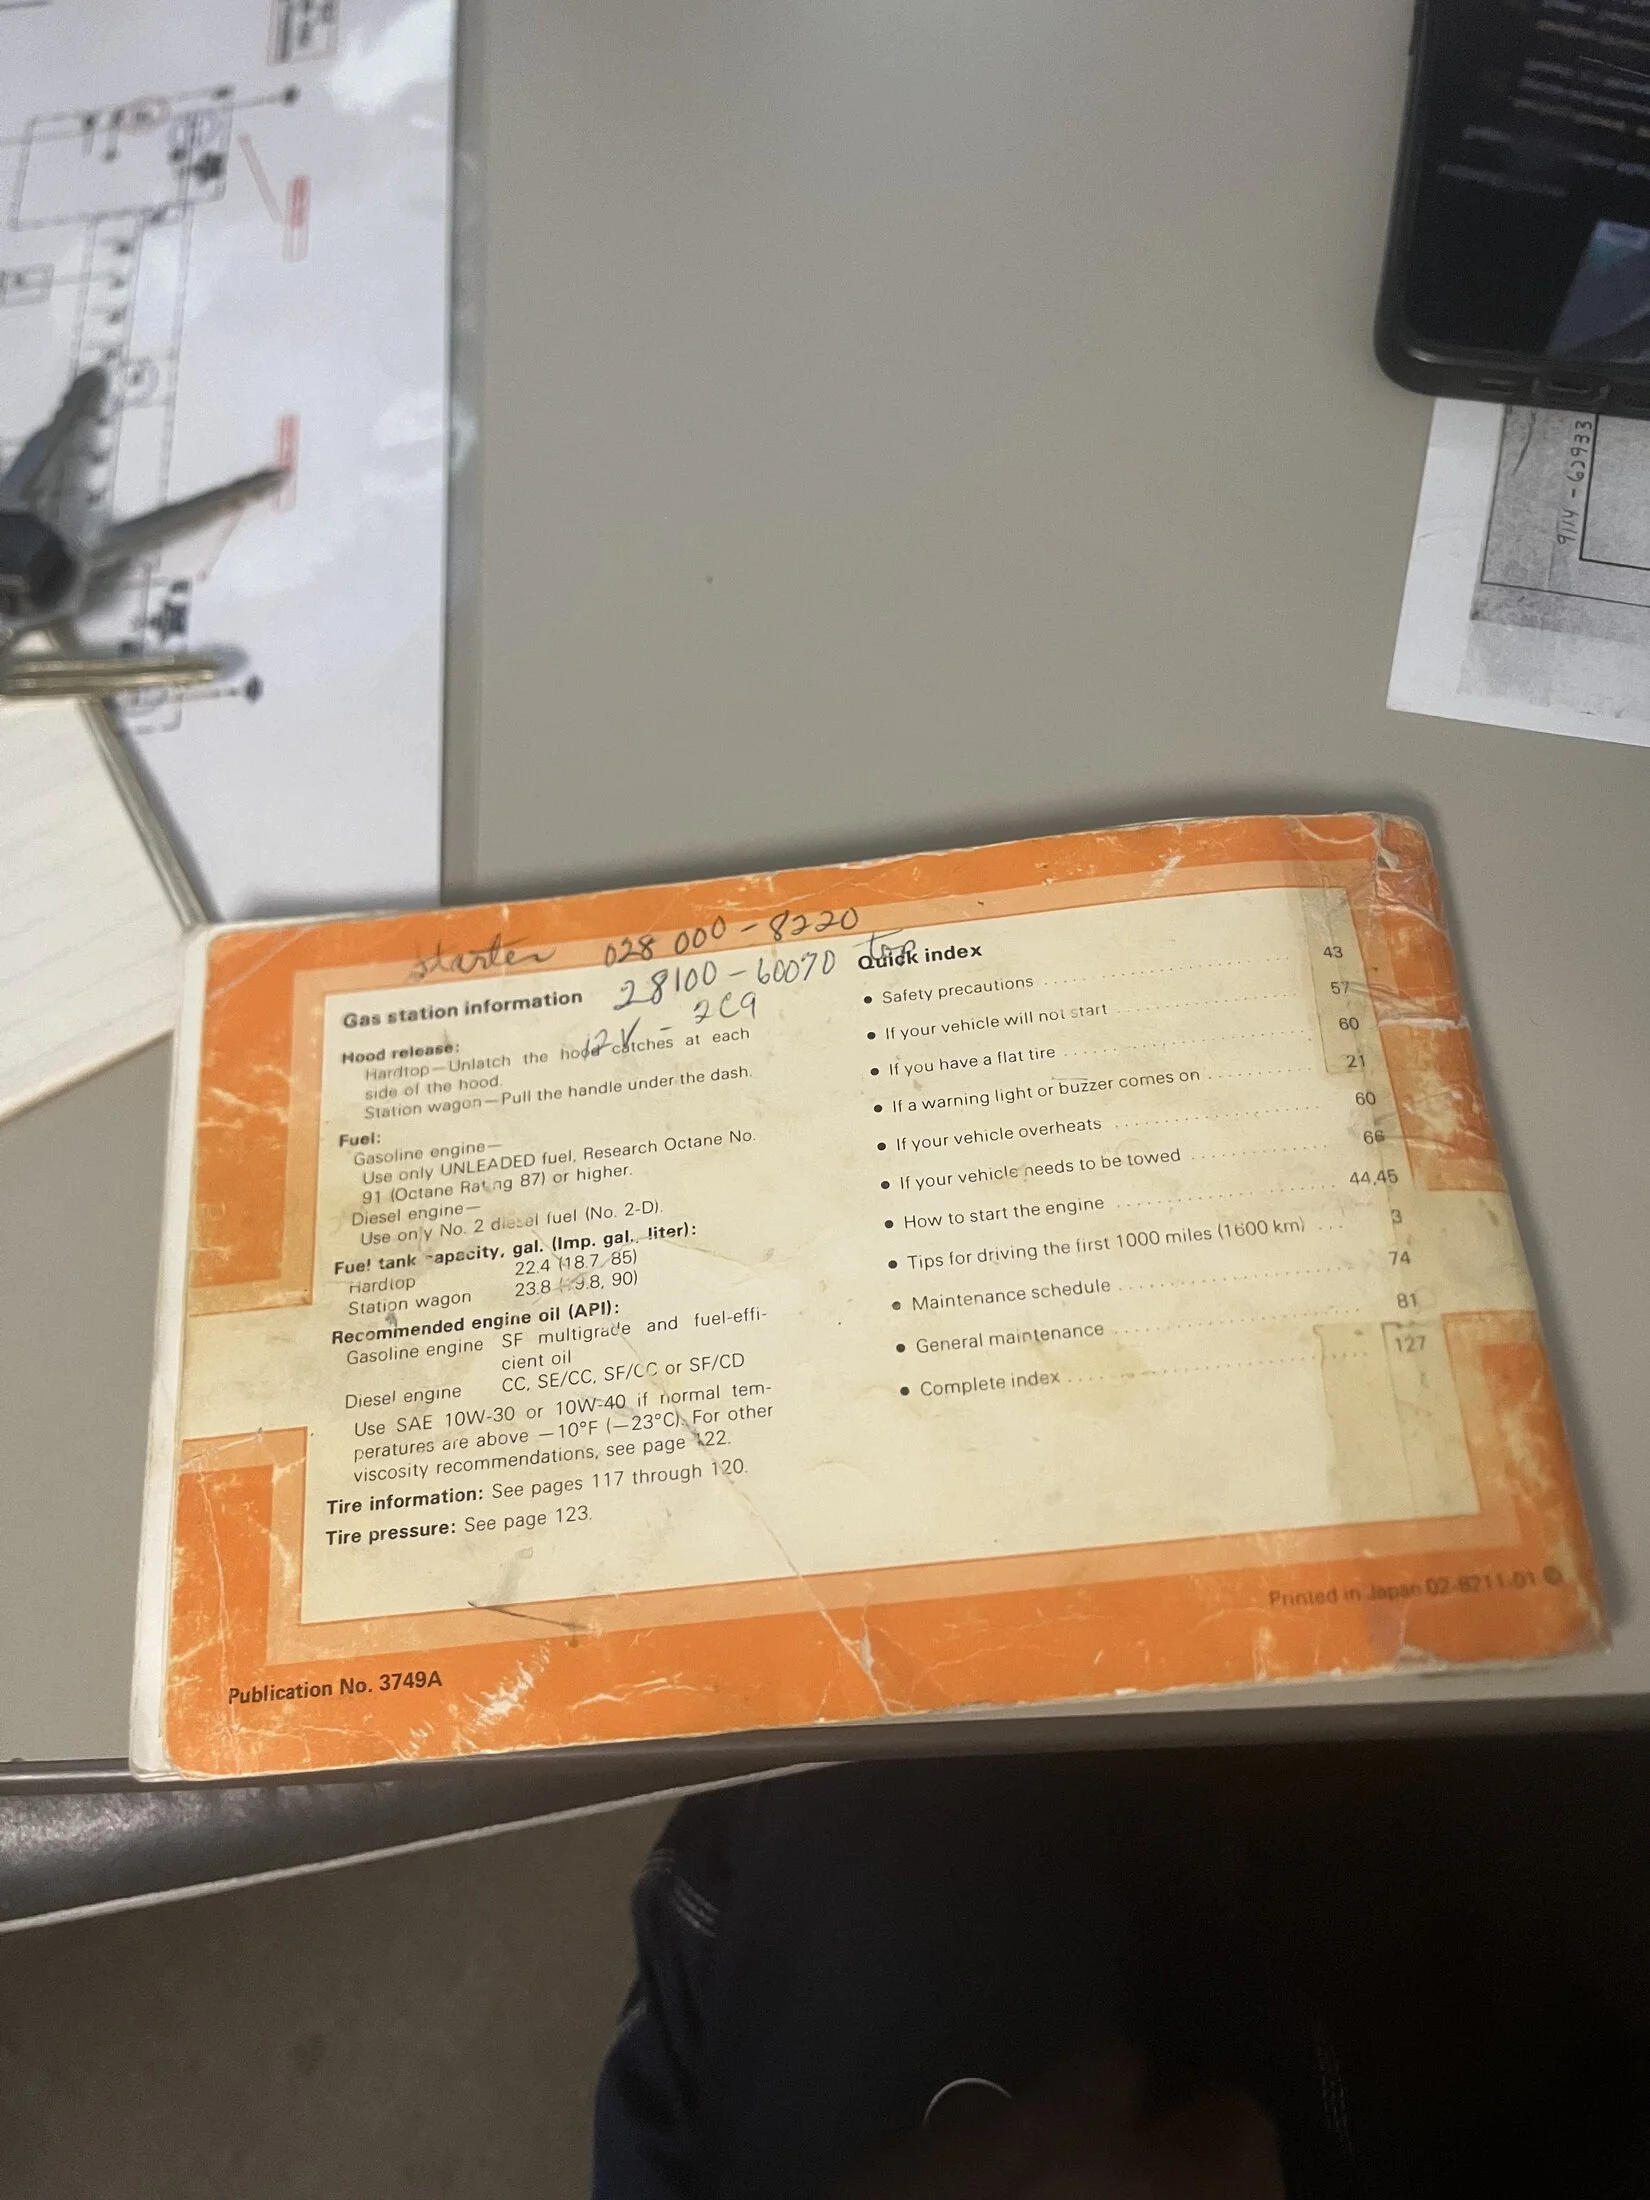 9114 - 62933
starter 028 000 - 8220
28100 - 60070 top
12V - 2C9
Gas station information
Hood release:
Hardtop—Unlatch the hood catches at each
side of the hood.
Station wagon—Pull the handle under the dash.
Fuel:
Gasoline engine—
Use only UNLEADED fuel, Research Octane No.
91 (Octane Rating 87) or higher.
Diesel engine—
Use only No. 2 diesel fuel (No. 2-D).
Fuel tank capacity, gal. (Imp. gal., liter):
Hardtop 22.4 (18.7, 85)
Station wagon 23.8 (19.8, 90)
Recommended engine oil (API):
Gasoline engine SF multigrade and fuel-effi-
cient oil
Diesel engine CC, SE/CC, SF/CC or SF/CD
Use SAE 10W-30 or 10W-40 if normal tem-
peratures are above —10°F (—23°C). For other
viscosity recommendations, see page 122.
Tire information: See pages 117 through 120.
Tire pressure: See page 123.
Quick index
• Safety precautions 43
• If your vehicle will not start 57
• If you have a flat tire 60
• If a warning light or buzzer comes on 21
• If your vehicle overheats 60
• If your vehicle needs to be towed 66
• How to start the engine 44,45
• Tips for driving the first 1000 miles (1600 km) 3
• Maintenance schedule 74
• General maintenance 81
• Complete index 127
Publication No. 3749A
Printed in Japan 02-8211-01 ©